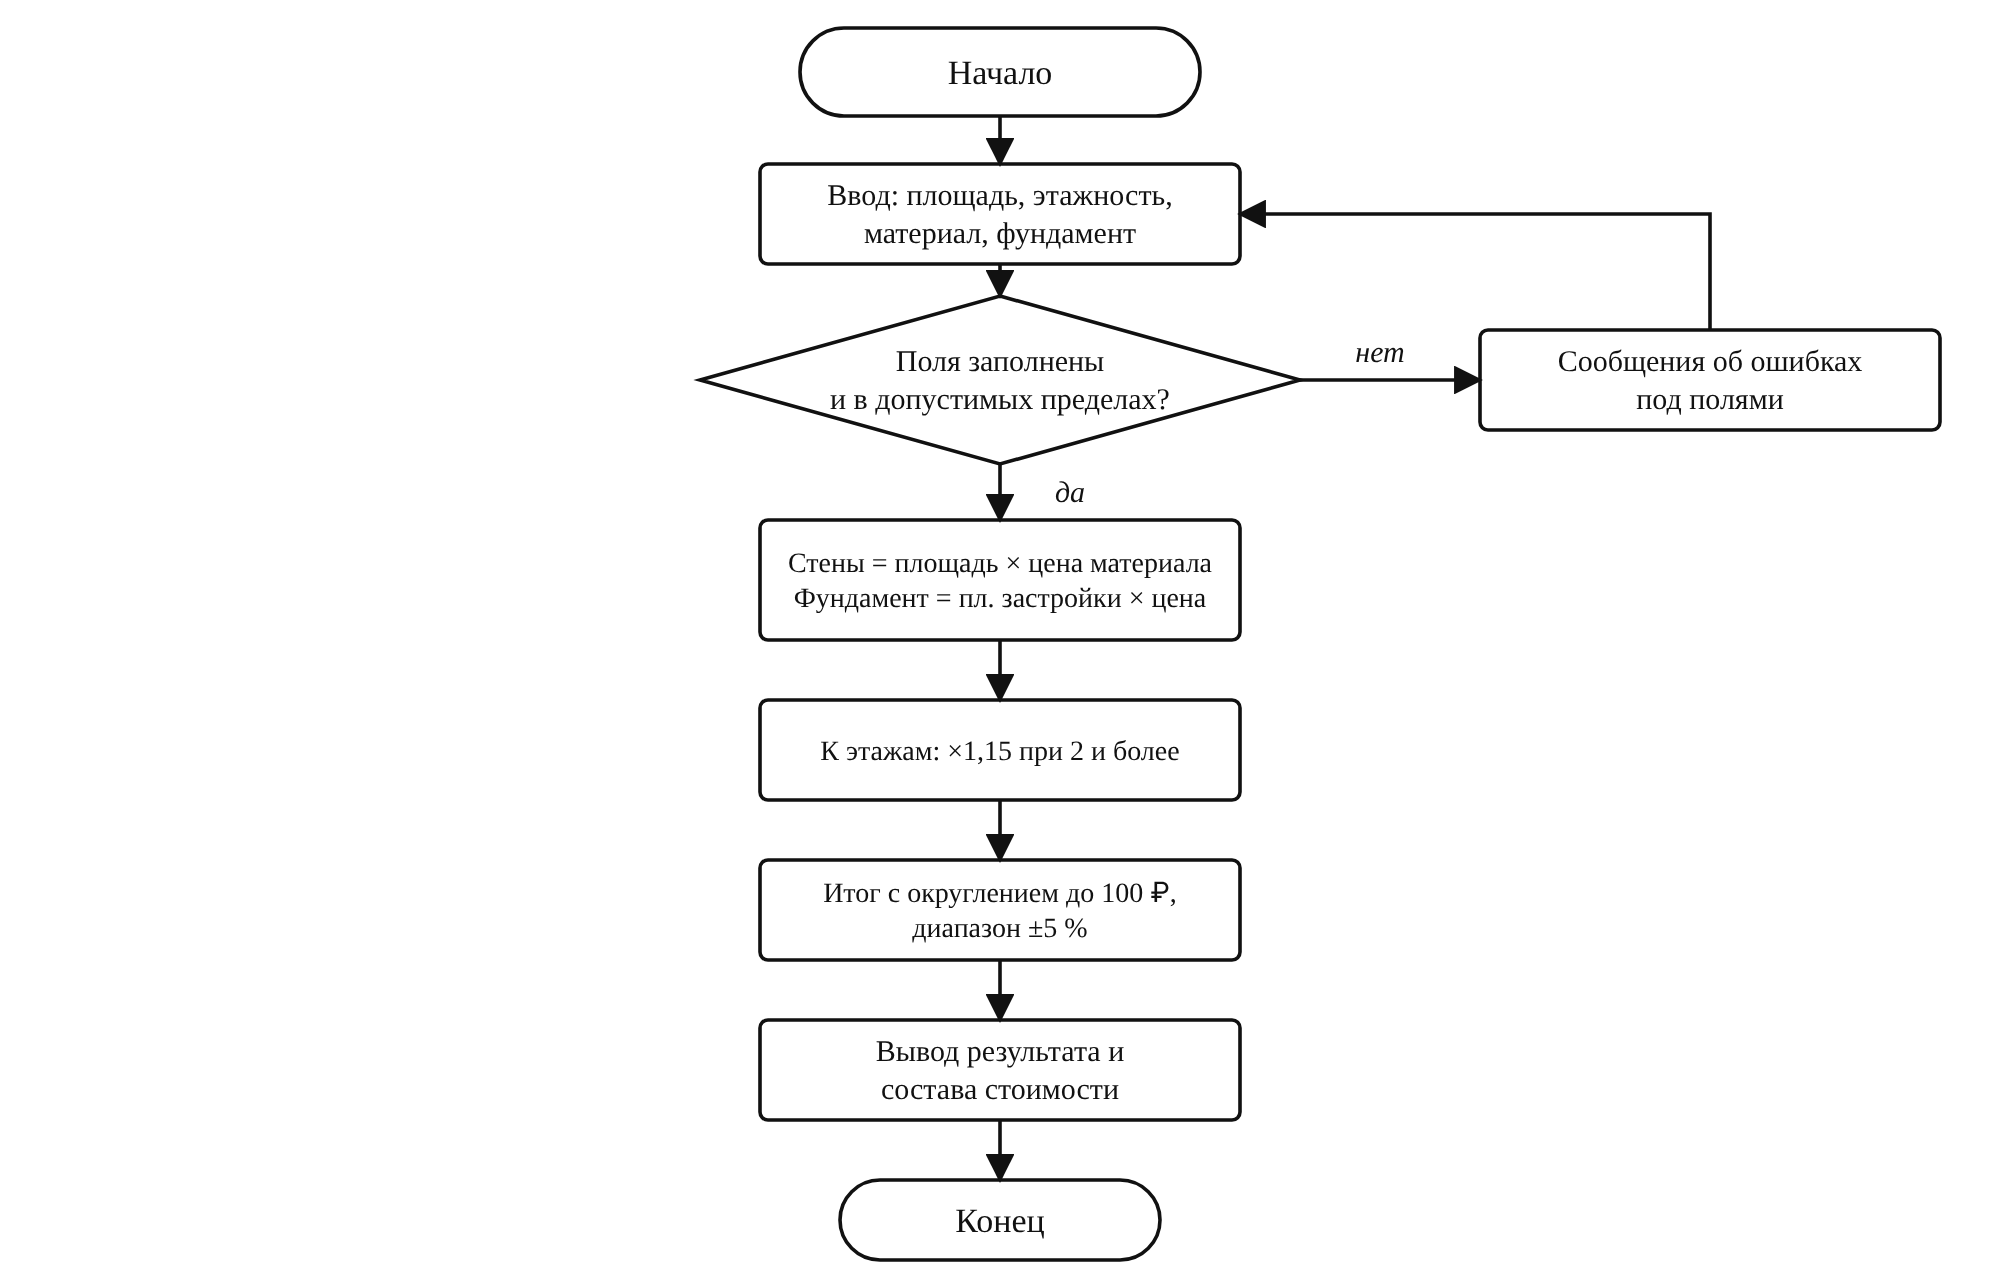 Начало
Ввод: площадь, этажность,
материал, фундамент
Поля заполнены
и в допустимых пределах?
нет
Сообщения об ошибках
под полями
да
Стены = площадь × цена материала
Фундамент = пл. застройки × цена
К этажам: ×1,15 при 2 и более
Итог с округлением до 100 ₽,
диапазон ±5 %
Вывод результата и
состава стоимости
Конец